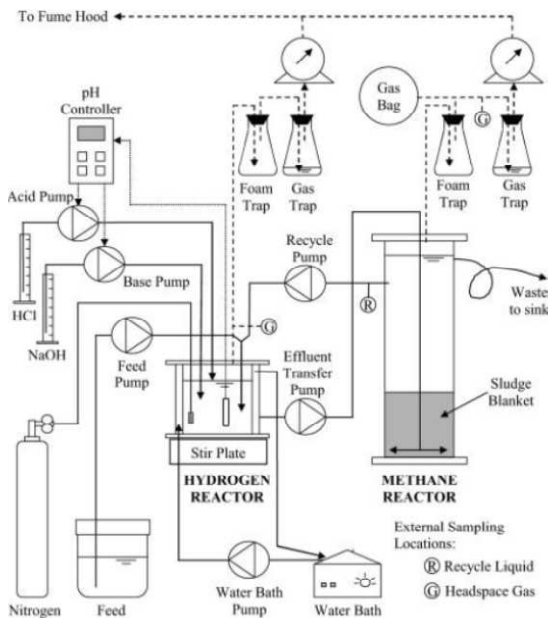 To Fume Hood
pH
Controller
Gas
Bag
G
Foam
Trap
Gas
Trap
Foam
Trap
Gas
Trap
Acid Pump
Recycle
Pump
Base Pump
R
Waste
to sink
HCl
NaOH
G
Feed
Pump
Effluent
Transfer
Pump
Sludge
Blanket
Stir Plate
HYDROGEN
REACTOR
METHANE
REACTOR
External Sampling
Locations:
R Recycle Liquid
G Headspace Gas
Nitrogen
Feed
Water Bath
Pump
Water Bath